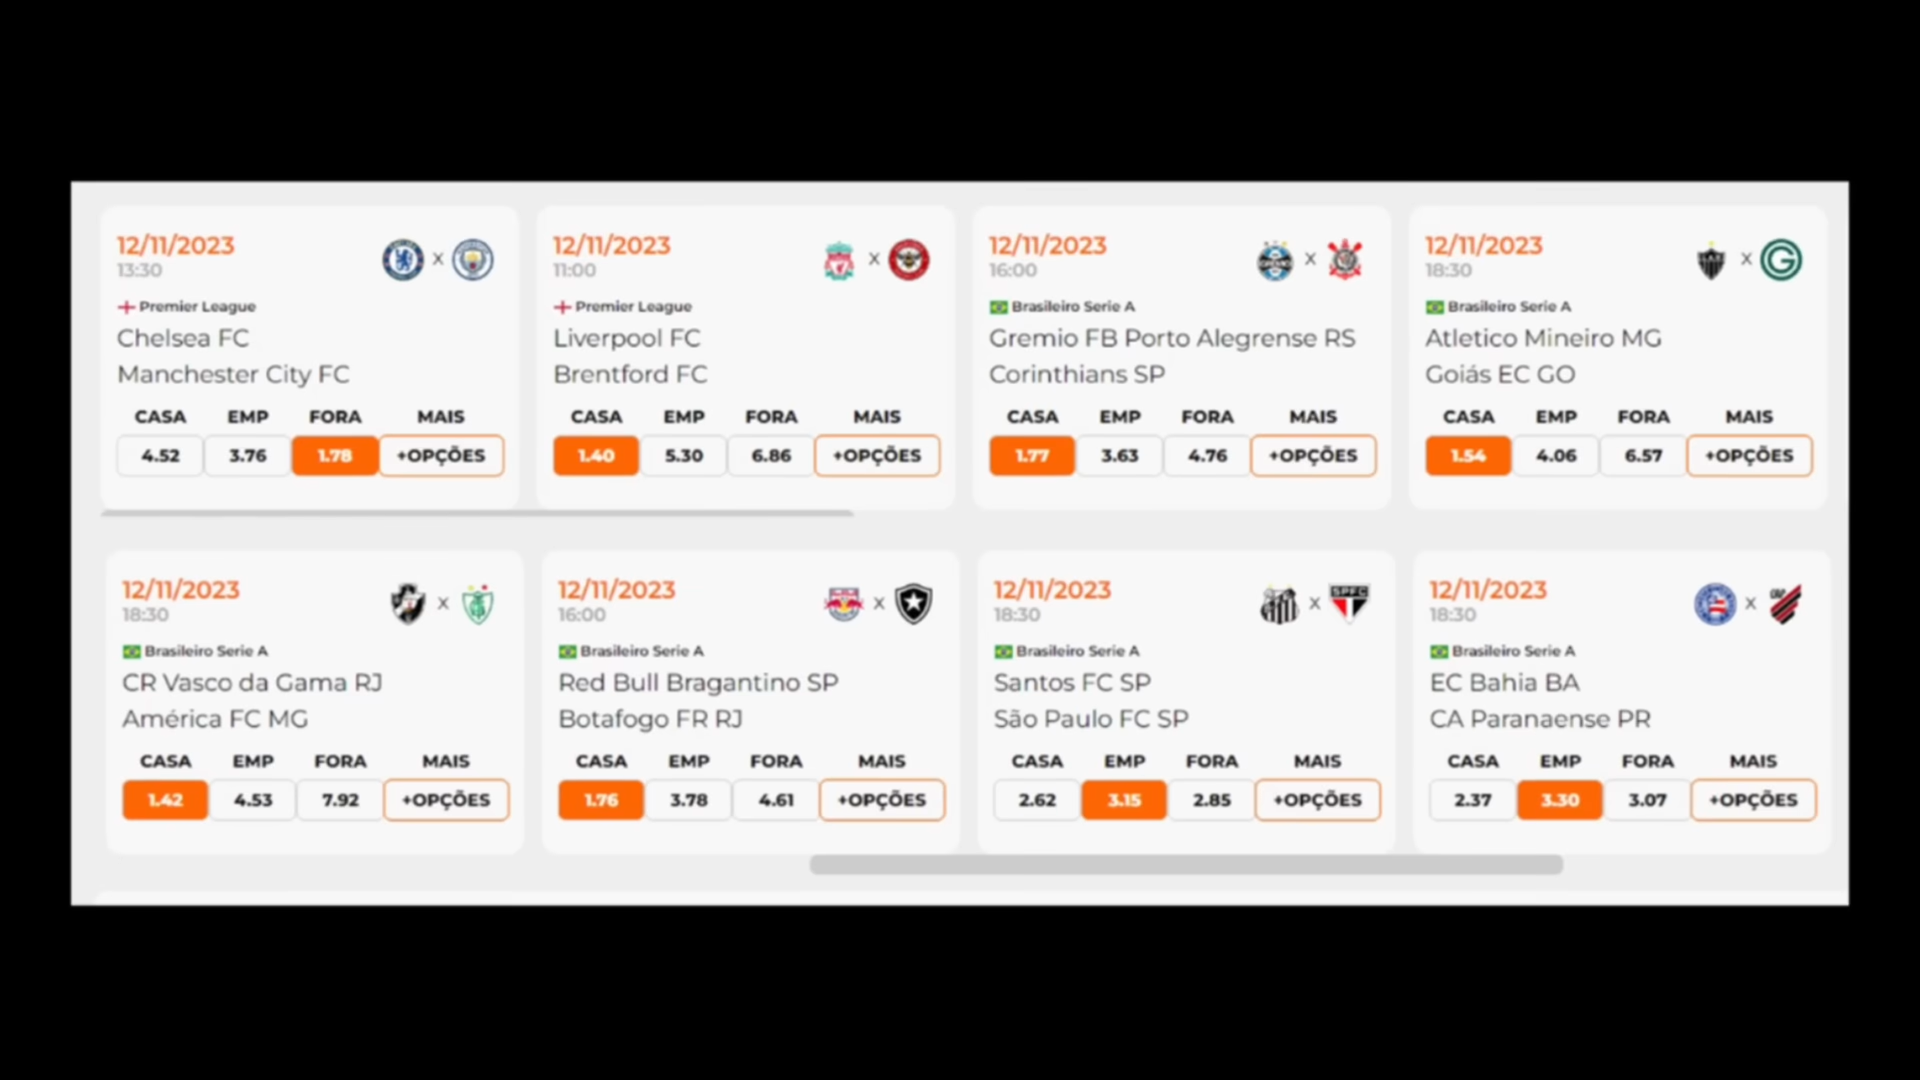 12/11/2023
13:30
X
Premier League
Chelsea FC
Manchester City FC
CASA EMP FORA MAIS
4.52 3.76 1.78 +OPÇÕES
12/11/2023
11:00
X
Premier League
Liverpool FC
Brentford FC
CASA EMP FORA MAIS
1.40 5.30 6.86 +OPÇÕES
12/11/2023
16:00
X
Brasileiro Serie A
Gremio FB Porto Alegrense RS
Corinthians SP
CASA EMP FORA MAIS
1.77 3.63 4.76 +OPÇÕES
12/11/2023
18:30
X
Brasileiro Serie A
Atletico Mineiro MG
Goiás EC GO
CASA EMP FORA MAIS
1.54 4.06 6.57 +OPÇÕES
12/11/2023
18:30
X
Brasileiro Serie A
CR Vasco da Gama RJ
América FC MG
CASA EMP FORA MAIS
1.42 4.53 7.92 +OPÇÕES
12/11/2023
16:00
X
Brasileiro Serie A
Red Bull Bragantino SP
Botafogo FR RJ
CASA EMP FORA MAIS
1.76 3.78 4.61 +OPÇÕES
12/11/2023
18:30
X
SPFC
Brasileiro Serie A
Santos FC SP
São Paulo FC SP
CASA EMP FORA MAIS
2.62 3.15 2.85 +OPÇÕES
12/11/2023
18:30
X
Brasileiro Serie A
EC Bahia BA
CA Paranaense PR
CASA EMP FORA MAIS
2.37 3.30 3.07 +OPÇÕES